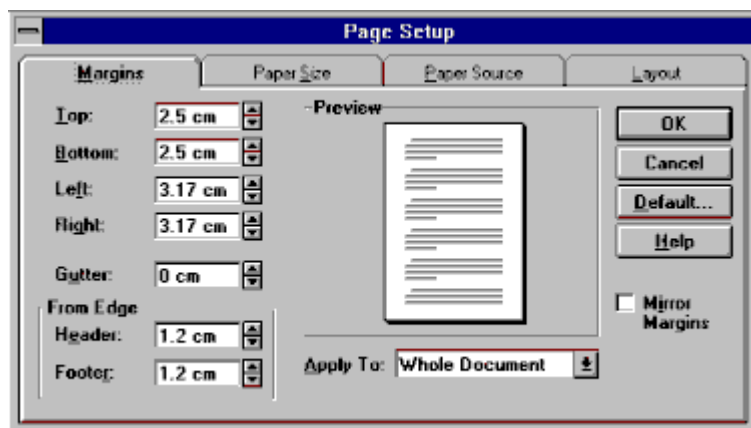 Page Setup
Margins Paper Size Paper Source Layout
Top: 2.5 cm
Bottom: 2.5 cm
Left: 3.17 cm
Right: 3.17 cm
Gutter: 0 cm
From Edge
Header: 1.2 cm
Footer: 1.2 cm
Preview
Apply To: Whole Document
OK
Cancel
Default...
Help
Mirror
Margins